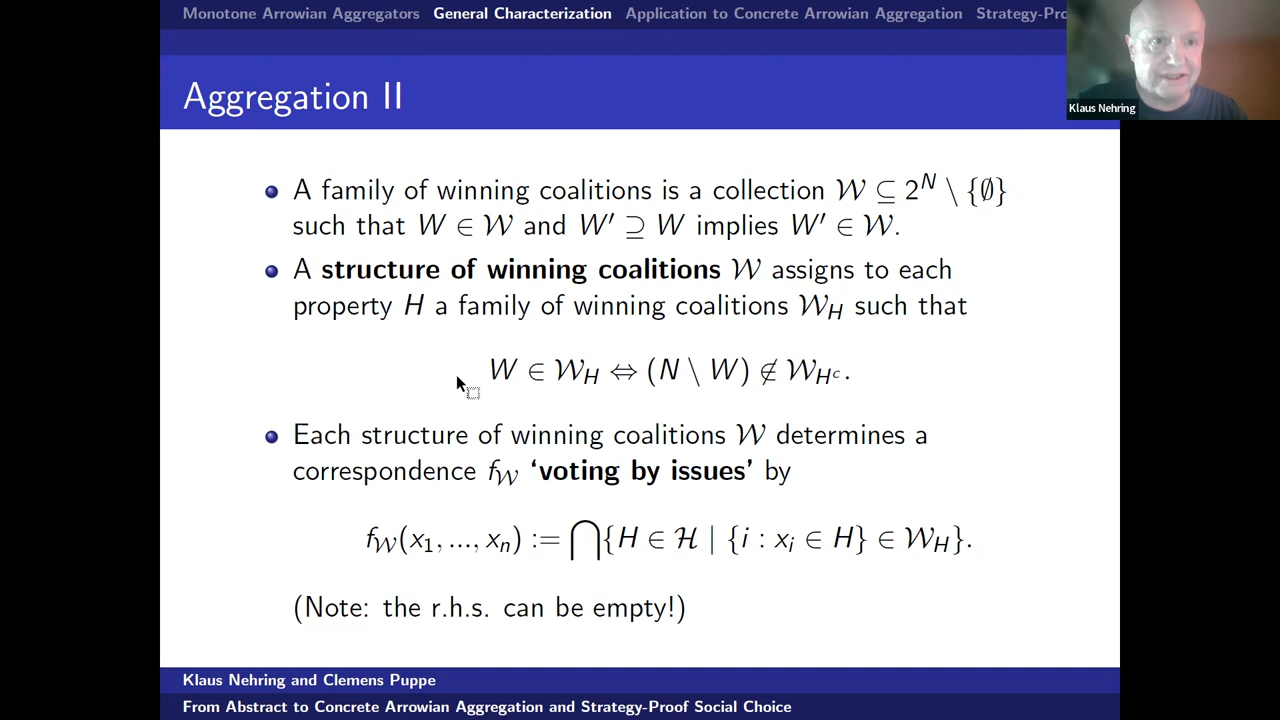 Monotone Arrowian Aggregators General Characterization Application to Concrete Arrowian Aggregation Strategy-Pro
Klaus Nehring
Aggregation II
A family of winning coalitions is a collection 𝒲 ⊆ 2^N \ {∅}
such that W ∈ 𝒲 and W′ ⊇ W implies W′ ∈ 𝒲.
A structure of winning coalitions 𝒲 assigns to each
property H a family of winning coalitions 𝒲_H such that
W ∈ 𝒲_H ⇔ (N \ W) ∉ 𝒲_{H^c}.
Each structure of winning coalitions 𝒲 determines a
correspondence f_𝒲 ‘voting by issues’ by
f_𝒲(x_1, ..., x_n) := ⋂{H ∈ ℋ | {i : x_i ∈ H} ∈ 𝒲_H}.
(Note: the r.h.s. can be empty!)
Klaus Nehring and Clemens Puppe
From Abstract to Concrete Arrowian Aggregation and Strategy-Proof Social Choice